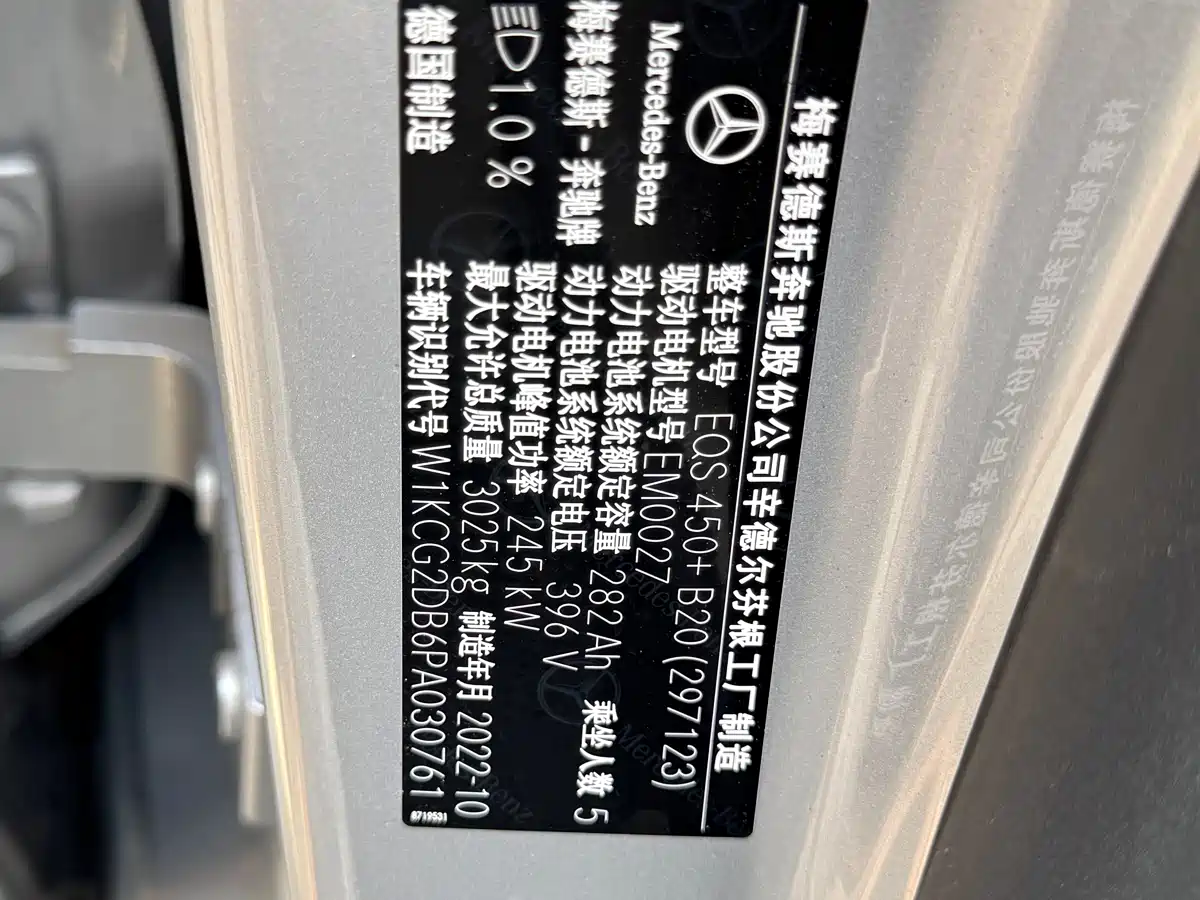 梅赛德斯奔驰股份公司辛德尔芬根工厂制造
Mercedes-Benz
梅赛德斯-奔驰牌
1.0%
德国制造
整车型号 EQS 450+ B20 (297123)
驱动电机型号 EM0027
动力电池系统额定容量 282Ah 乘坐人数 5
动力电池系统额定电压 396V
驱动电机峰值功率 245kW
最大允许总质量 3025kg 制造年月 2022-10
车辆识别代号 W1KCG2DB6PA030761
8719531